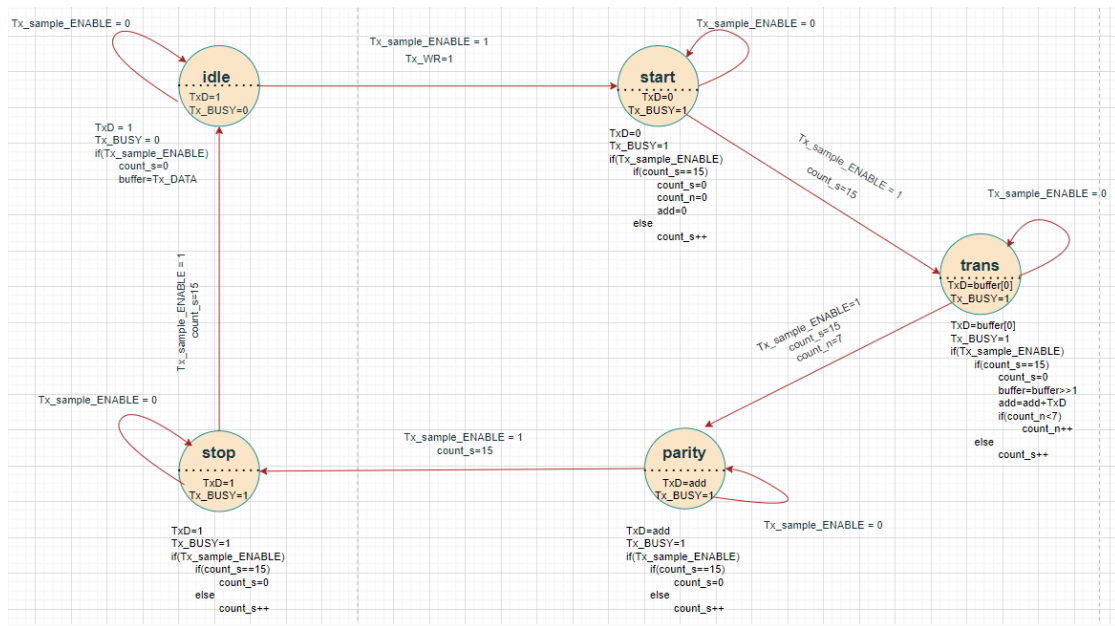 Tx_sample_ENABLE = 0
Tx_sample_ENABLE = 1
Tx_WR=1
Tx_sample_ENABLE = 0
idle
TxD=1
Tx_BUSY=0
TxD = 1
Tx_BUSY = 0
if(Tx_sample_ENABLE)
count_s=0
buffer=Tx_DATA
start
TxD=0
Tx_BUSY=1
TxD=0
Tx_BUSY=1
if(Tx_sample_ENABLE)
if(count_s==15)
count_s=0
count_n=0
add=0
else
count_s++
Tx_sample_ENABLE = 1
count_s=15
Tx_sample_ENABLE = 0
trans
TxD=buffer[0]
Tx_BUSY=1
TxD=buffer[0]
Tx_BUSY=1
if(Tx_sample_ENABLE)
if(count_s==15)
count_s=0
buffer=buffer>>1
add=add+TxD
if(count_n<7)
count_n++
else
count_s++
Tx_sample_ENABLE=1
count_s=15
count_n=7
parity
TxD=add
Tx_BUSY=1
Tx_sample_ENABLE = 0
TxD=add
Tx_BUSY=1
if(Tx_sample_ENABLE)
if(count_s==15)
count_s=0
else
count_s++
Tx_sample_ENABLE = 1
count_s=15
Tx_sample_ENABLE = 0
stop
TxD=1
Tx_BUSY=1
TxD=1
Tx_BUSY=1
if(Tx_sample_ENABLE)
if(count_s==15)
count_s=0
else
count_s++
Tx_sample_ENABLE = 1
count_s=15